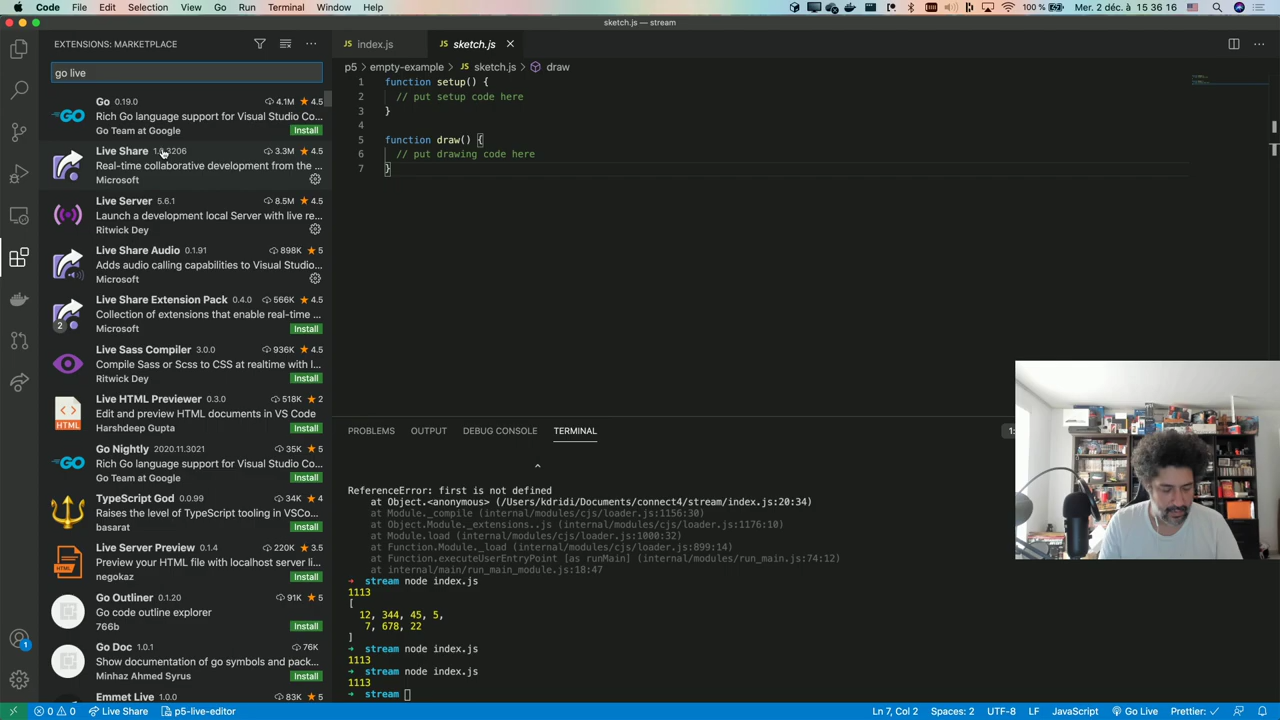 Code File Edit Selection View Go Run Terminal Window Help 100 % Mer. 2 déc. à 15 36 16
sketch.js — stream
EXTENSIONS: MARKETPLACE
go live
Go 0.19.0 4.1M 4.5
Rich Go language support for Visual Studio Co...
Go Team at Google Install
Live Share 3.3M 4.5
Real-time collaborative development from the ...
Microsoft
Live Server 5.6.1 8.5M 4.5
Launch a development local Server with live re...
Ritwick Dey
Live Share Audio 0.1.91 898K 5
Adds audio calling capabilities to Visual Studio...
Microsoft
Live Share Extension Pack 0.4.0 566K 4.5
Collection of extensions that enable real-time ...
2
Microsoft Install
Live Sass Compiler 3.0.0 936K 4.5
Compile Sass or Scss to CSS at realtime with l...
Ritwick Dey Install
Live HTML Previewer 0.3.0 518K 2
Edit and preview HTML documents in VS Code
HTML
Harshdeep Gupta Install
Go Nightly 2020.11.3021 35K 5
Rich Go language support for Visual Studio Co...
Go Team at Google Install
TypeScript God 0.0.99 34K 4
Raises the level of TypeScript tooling in VSCo...
basarat Install
Live Server Preview 0.1.4 220K 3.5
Preview your HTML file with localhost server li...
HTML
negokaz Install
Go Outliner 0.1.20 91K 5
Go code outline explorer
766b Install
Go Doc 1.0.1 76K
Show documentation of go symbols and pack...
Minhaz Ahmed Syrus Install
Emmet Live 1.0.0 83K 5
1
JS index.js JS sketch.js
p5 > empty-example > JS sketch.js > draw
1 function setup() {
2 // put setup code here
3 }
4
5 function draw() {
6 // put drawing code here
7 }
PROBLEMS OUTPUT DEBUG CONSOLE TERMINAL 1:
^
ReferenceError: first is not defined
at Object.<anonymous> (/Users/kdridi/Documents/connect4/stream/index.js:20:34)
at Module._compile (internal/modules/cjs/loader.js:1156:30)
at Object.Module._extensions..js (internal/modules/cjs/loader.js:1176:10)
at Module.load (internal/modules/cjs/loader.js:1000:32)
at Function.Module._load (internal/modules/cjs/loader.js:899:14)
at Function.executeUserEntryPoint [as runMain] (internal/modules/run_main.js:74:12)
at internal/main/run_main_module.js:18:47
➜ stream node index.js
1113
[
12, 344, 45, 5,
7, 678, 22
]
➜ stream node index.js
1113
➜ stream node index.js
1113
➜ stream
0 0 Live Share p5-live-editor Ln 7, Col 2 Spaces: 2 UTF-8 LF JavaScript Go Live Prettier: ✓